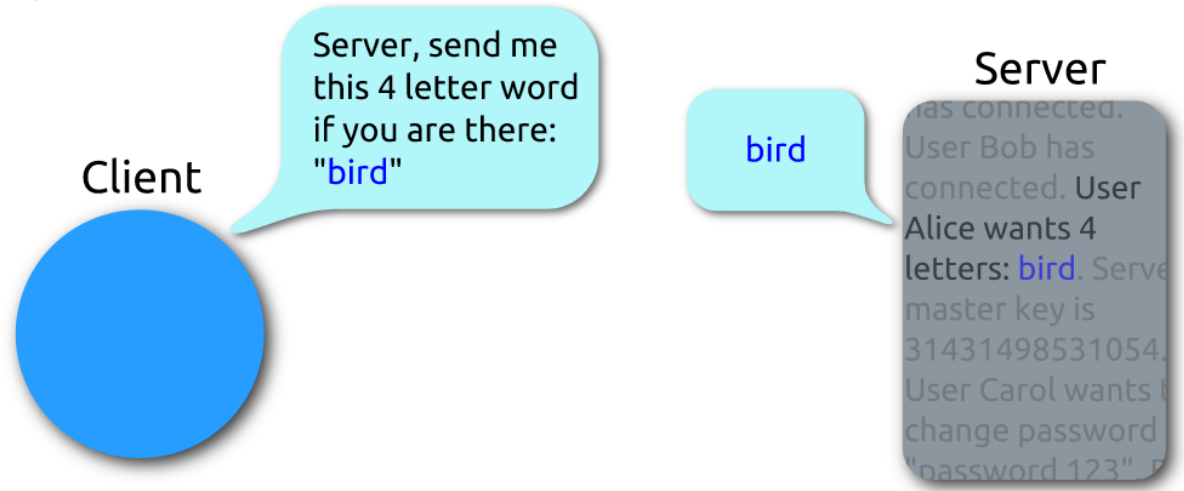 Server, send me
this 4 letter word
if you are there:
"bird"
Client
bird
Server
has connected.
User Bob has
connected. User
Alice wants 4
letters: bird. Serve
master key is
31431498531054.
User Carol wants t
change password
"password 123".